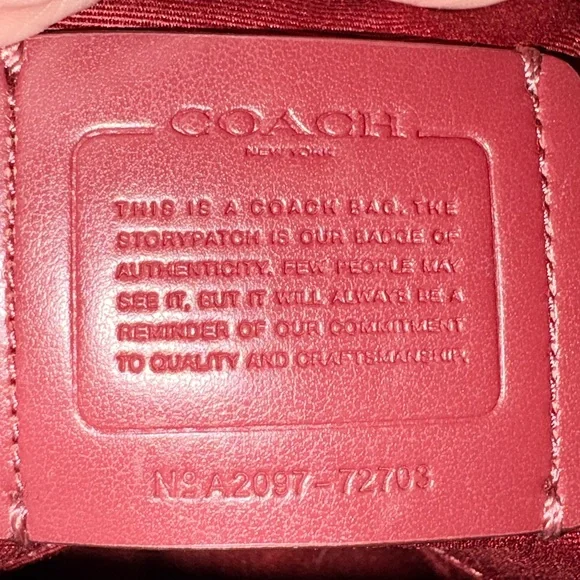 COACH
NEW YORK
THIS IS A COACH BAG. THE
STORYPATCH IS OUR BADGE OF
AUTHENTICITY. FEW PEOPLE MAY
SEE IT, BUT IT WILL ALWAYS BE A
REMINDER OF OUR COMMITMENT
TO QUALITY AND CRAFTSMANSHIP.
Nº A2097-72703